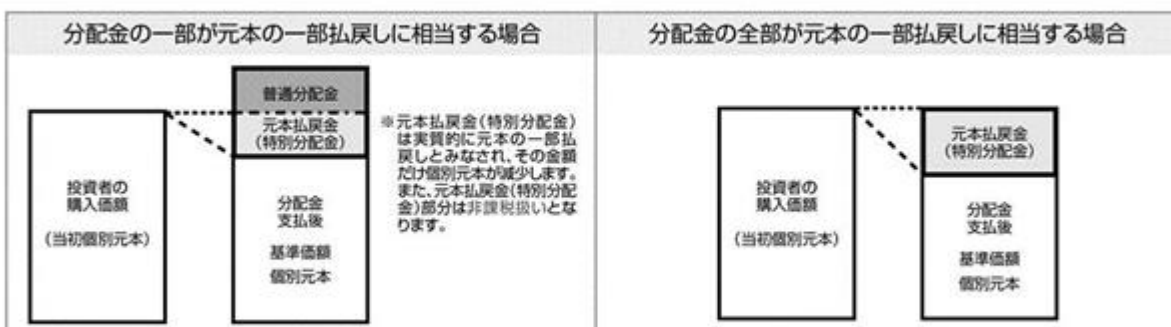 分配金の一部が元本の一部払戻しに相当する場合
普通分配金
元本払戻金
(特別分配金)
投資者の
購入価額
(当初個別元本)
分配金
支払後
基準価額
個別元本
※元本払戻金(特別分配金)
は実質的に元本の一部払
戻しとみなされ、その金額
だけ個別元本が減少します。
また、元本払戻金(特別分配
金)部分は非課税扱いとな
ります。
分配金の全部が元本の一部払戻しに相当する場合
元本払戻金
(特別分配金)
投資者の
購入価額
(当初個別元本)
分配金
支払後
基準価額
個別元本